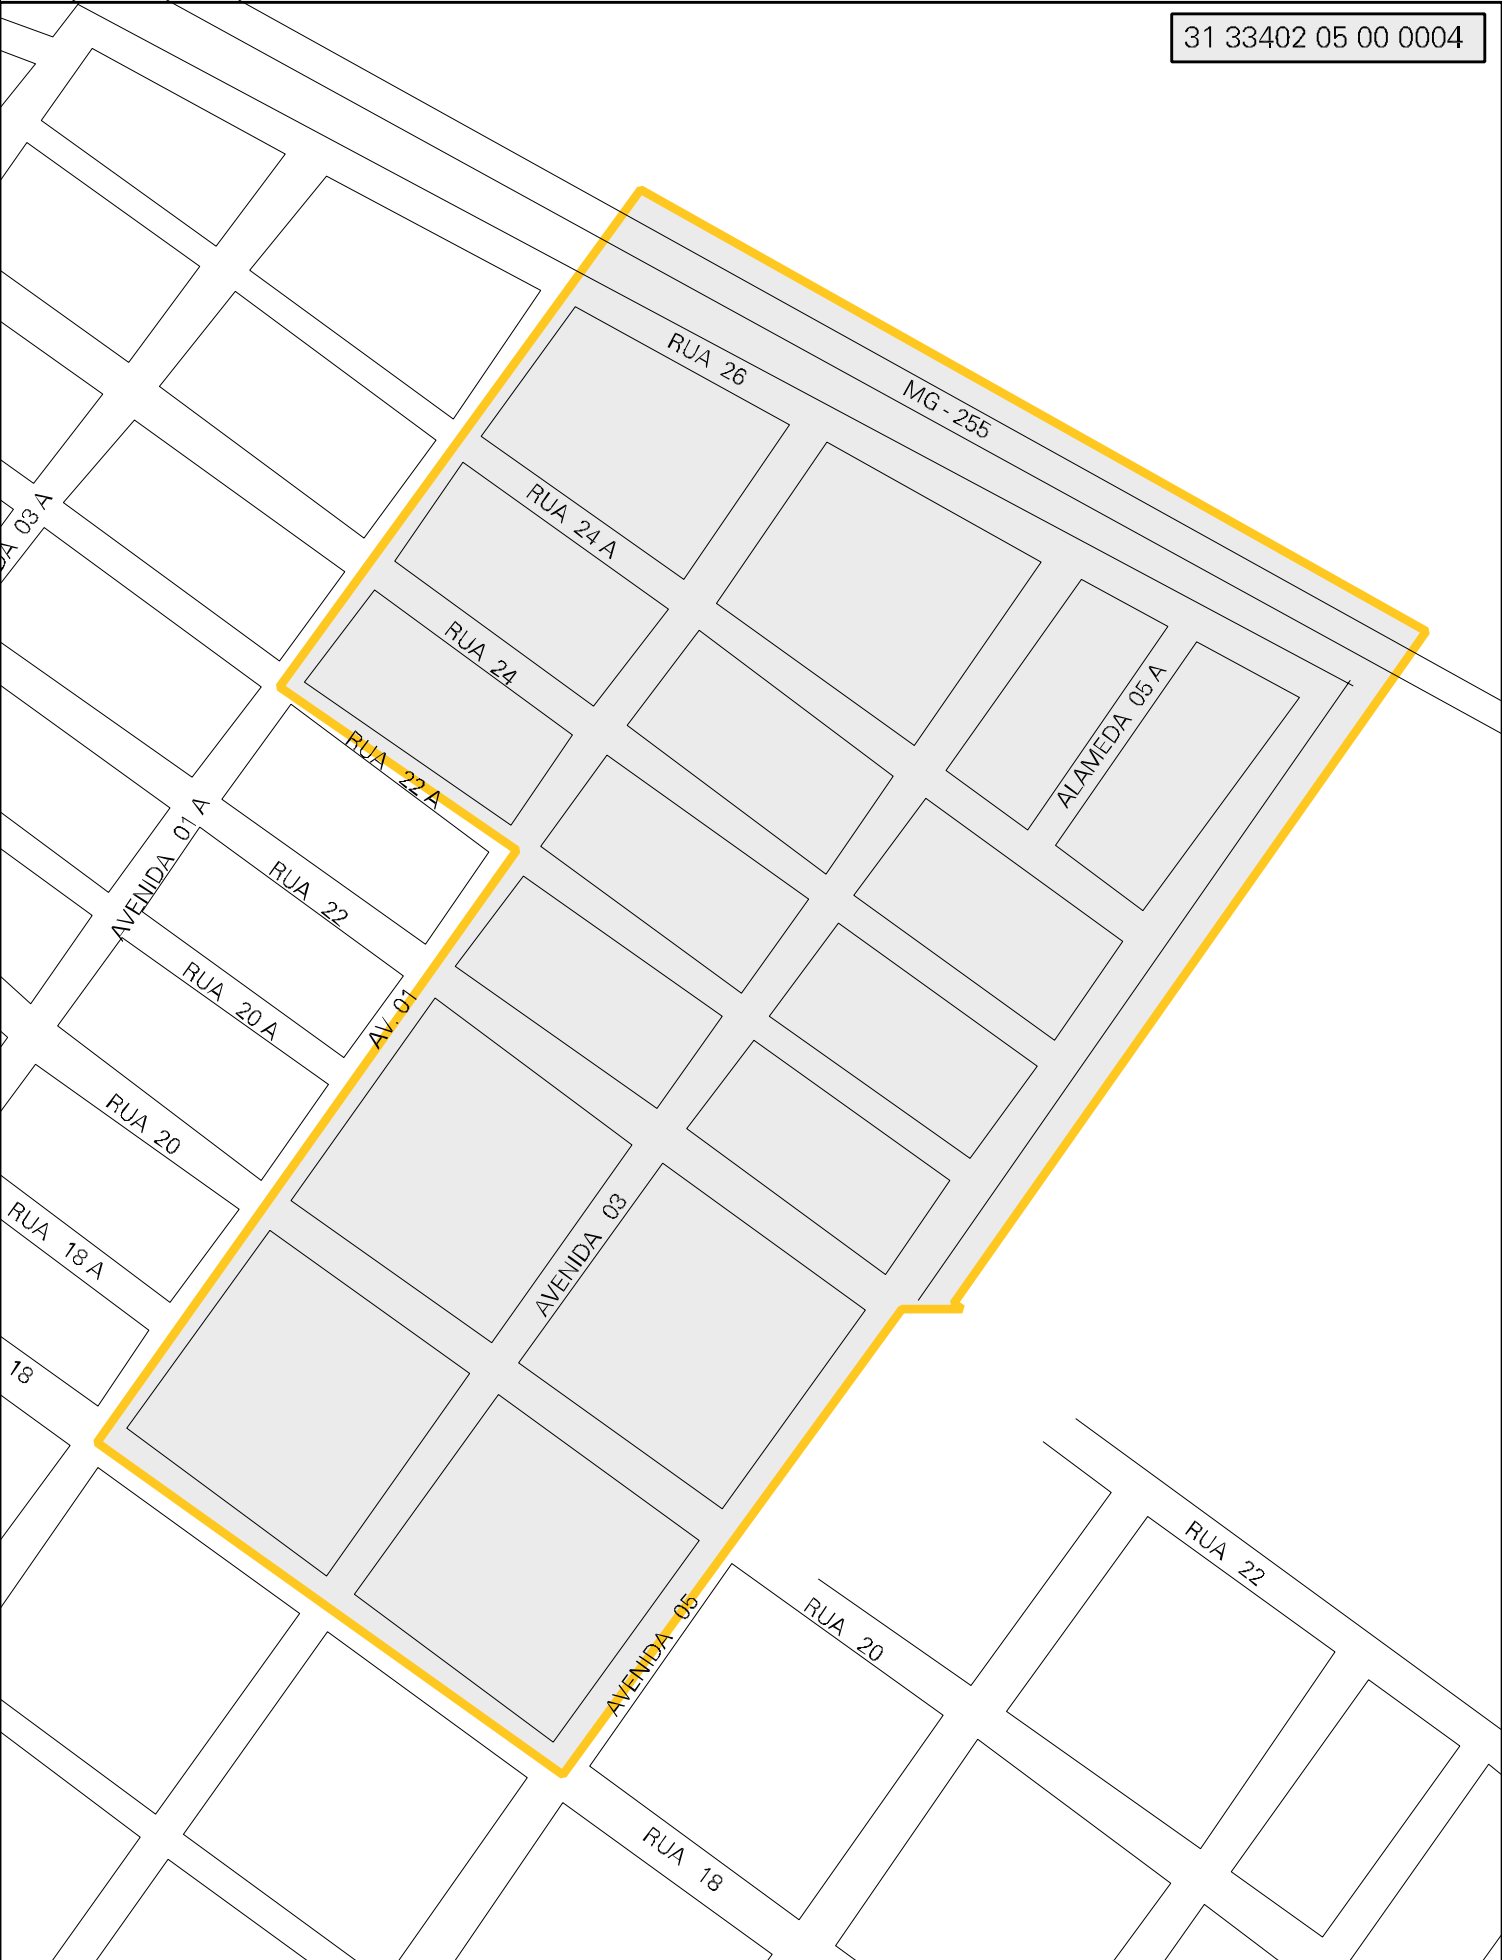 31 33402 05 00 0004
RUA 26
MG - 255
RUA 24 A
03 A
RUA 24
ALAMEDA 05 A
RUA 22 A
AVENIDA 01 A
RUA 22
RUA 20 A
AV. 01
RUA 20
RUA 18 A
AVENIDA 03
18
RUA 22
AVENIDA 05
RUA 20
RUA 18